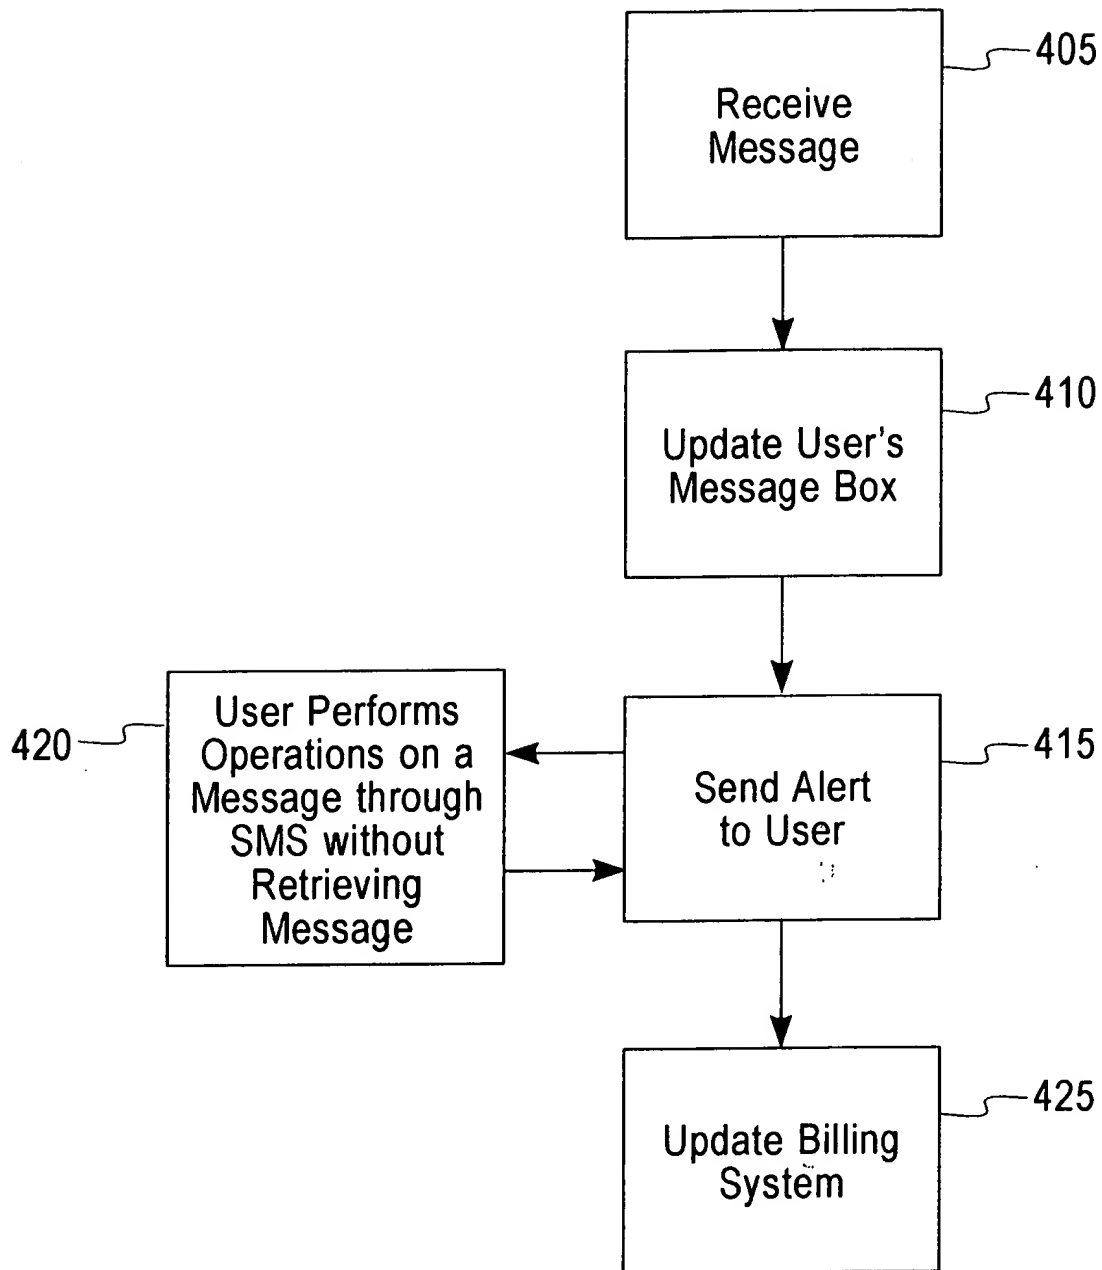 405
Receive
Message
410
Update User's
Message Box
420
User Performs
Operations on a
Message through
SMS without
Retrieving
Message
415
Send Alert
to User
425
Update Billing
System